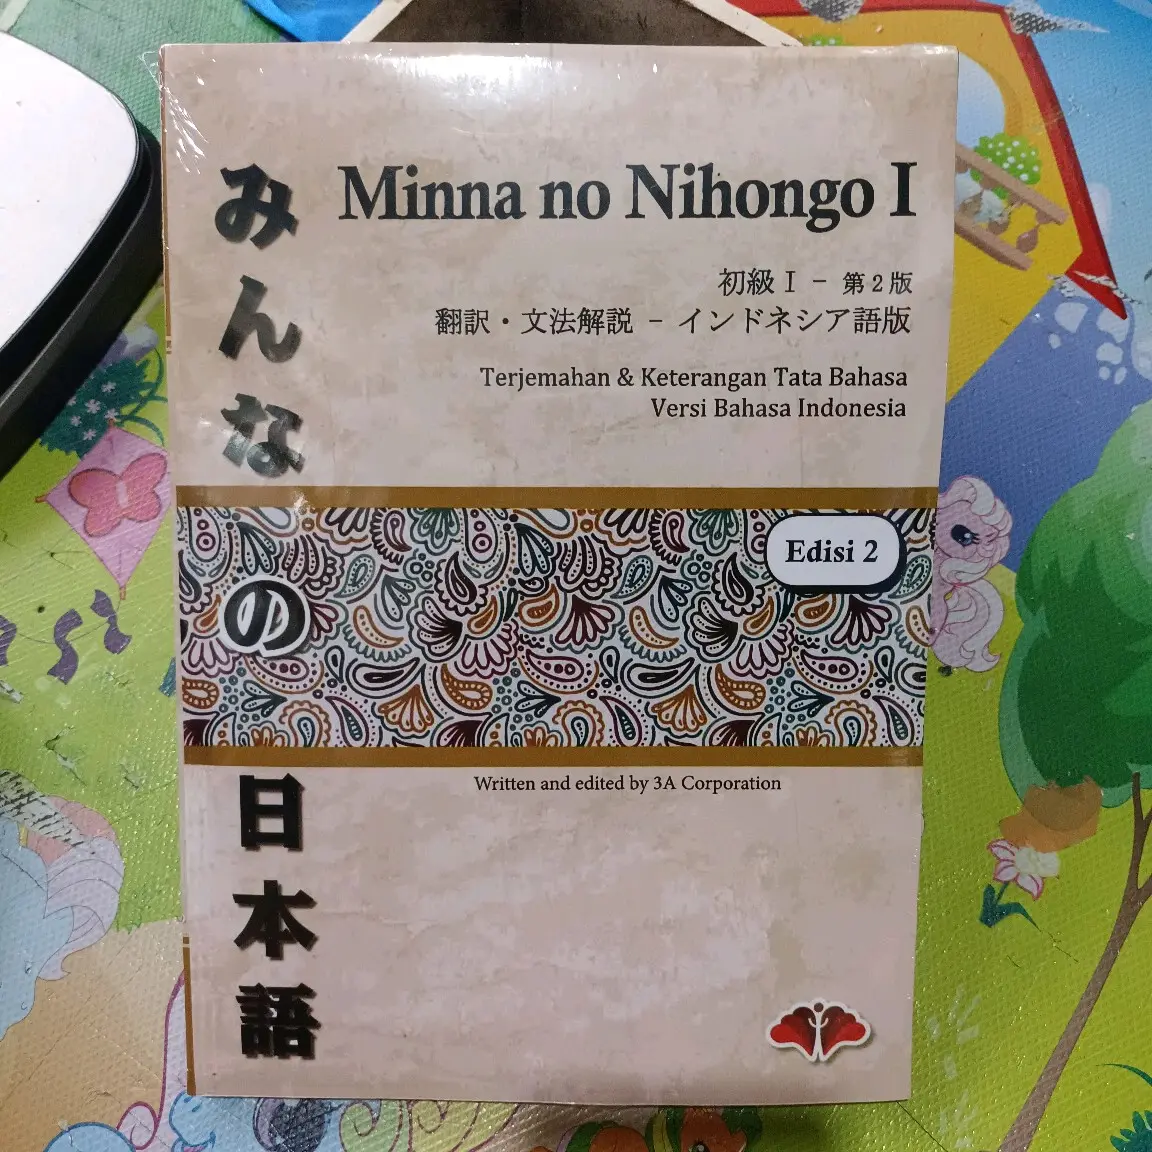 みんなの日本語
Minna no Nihongo I
初級 I - 第2版
翻訳・文法解説 - インドネシア語版
Terjemahan & Keterangan Tata Bahasa
Versi Bahasa Indonesia
Edisi 2
Written and edited by 3A Corporation